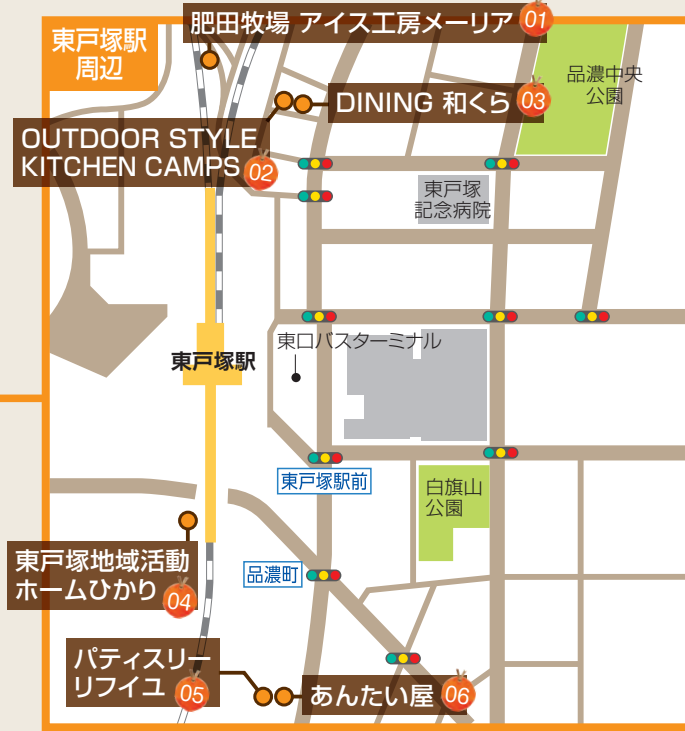 東戸塚駅
周辺
肥田牧場 アイス工房メーリア 01
品濃中央
公園
DINING 和くら 03
OUTDOOR STYLE
KITCHEN CAMPS 02
東戸塚
記念病院
東口バスターミナル
東戸塚駅
東戸塚駅前
白旗山
公園
東戸塚地域活動
ホームひかり 04
品濃町
パティスリー
リフイユ 05
あんたい屋 06